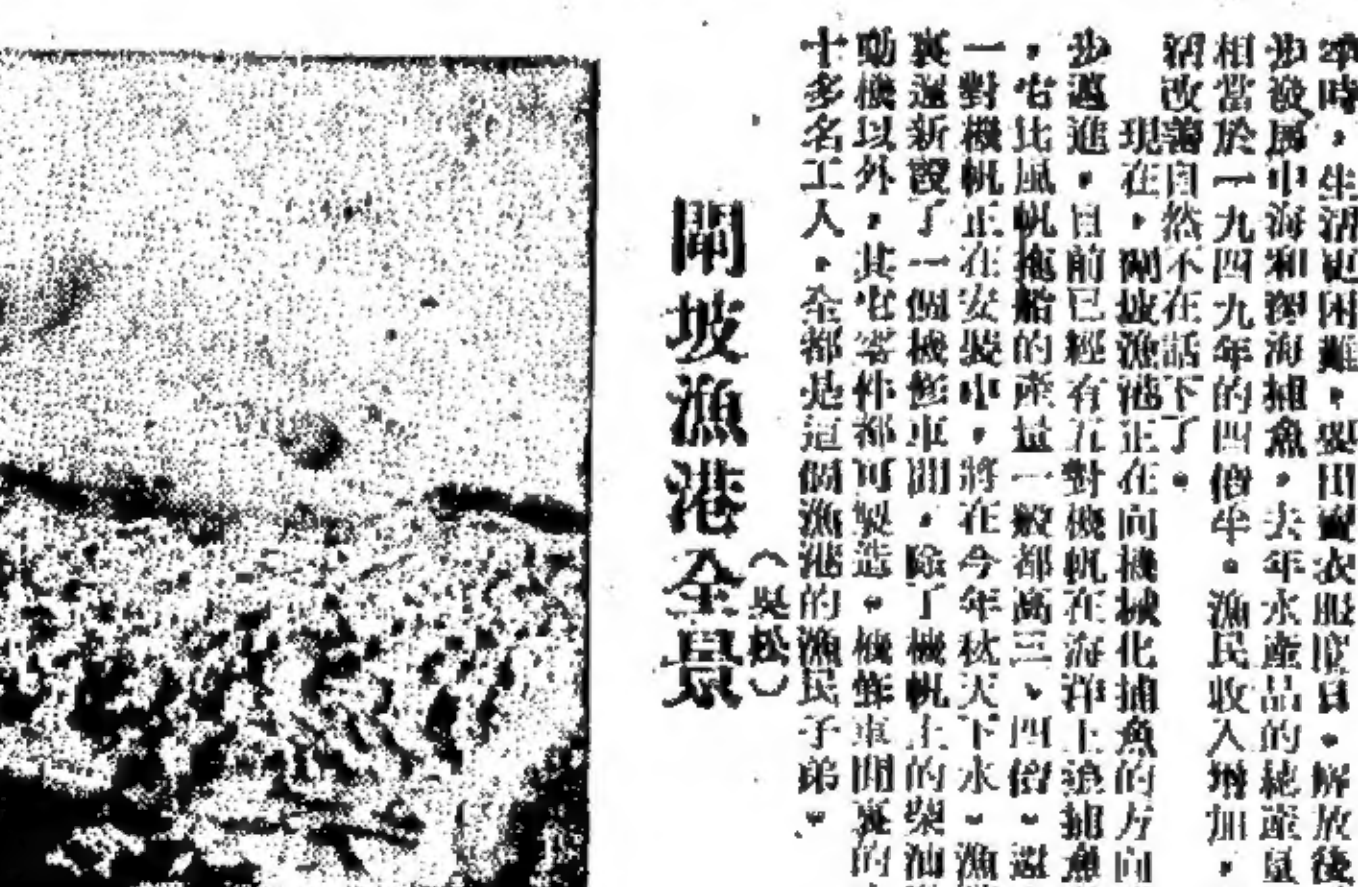 季時,生活更困難,要賣衣服度日。解放後
步發展中海和深海捕魚,去年水產品的總產量
相當於一九四九年的四倍半。漁民收入增加,
活改善自然不在話下了。
現在,閘坡漁港正在向機械化捕魚的方向
步邁進。目前已經有五對機帆在海洋上追捕魚
,它比風帆拖船的產量一般都高三、四倍。還
一對機帆正在安裝中,將在今年秋天下水。漁
裏還新設了一個機修車間,除了機帆上的柴油
動機以外,其它零件都可製造。機修車間裏的
十多名工人,全都是這個漁港的漁民子弟。
(吳松)
閘坡漁港全景